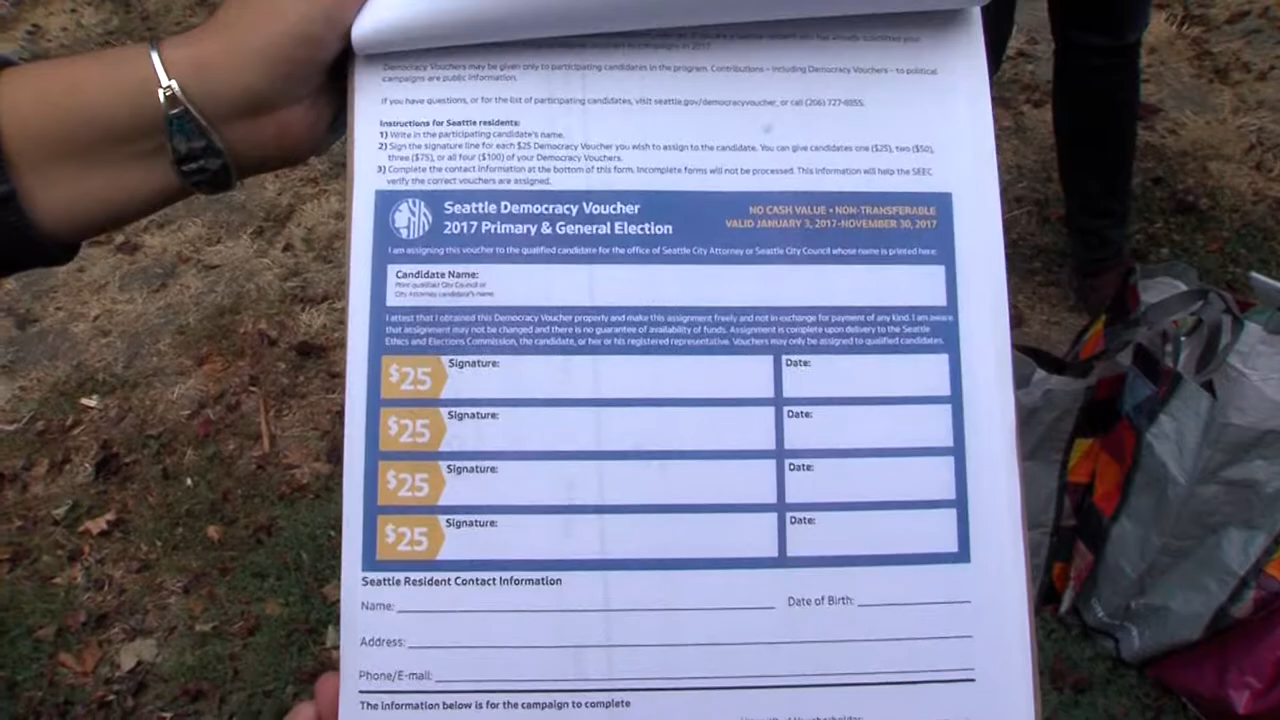 campaigns in 2017
Democracy Vouchers may be given only to participating candidates in the program. Contributions – including Democracy Vouchers – to political
campaigns are public information.
If you have questions, or for the list of participating candidates, visit seattle.gov/democracyvoucher, or call (206) 727-8855.
Instructions for Seattle residents:
1) Write in the participating candidate's name.
2) Sign the signature line for each $25 Democracy Voucher you wish to assign to the candidate. You can give candidates one ($25), two ($50),
three ($75), or all four ($100) of your Democracy Vouchers.
3) Complete the contact information at the bottom of this form. Incomplete forms will not be processed. This information will help the SEEC
verify the correct vouchers are assigned.
Seattle Democracy Voucher
2017 Primary & General Election
NO CASH VALUE • NON-TRANSFERABLE
VALID JANUARY 3, 2017-NOVEMBER 30, 2017
I am assigning this voucher to the qualified candidate for the office of Seattle City Attorney or Seattle City Council whose name is printed here:
Candidate Name:
Print qualified City Council or
City Attorney candidate's name
I attest that I obtained this Democracy Voucher properly and make this assignment freely and not in exchange for payment of any kind. I am aware
that assignment may not be changed and there is no guarantee of availability of funds. Assignment is complete upon delivery to the Seattle
Ethics and Elections Commission, the candidate, or her or his registered representative. Vouchers may only be assigned to qualified candidates.
$25 Signature: Date:
$25 Signature: Date:
$25 Signature: Date:
$25 Signature: Date:
Seattle Resident Contact Information
Name: Date of Birth:
Address:
Phone/E-mail:
The information below is for the campaign to complete